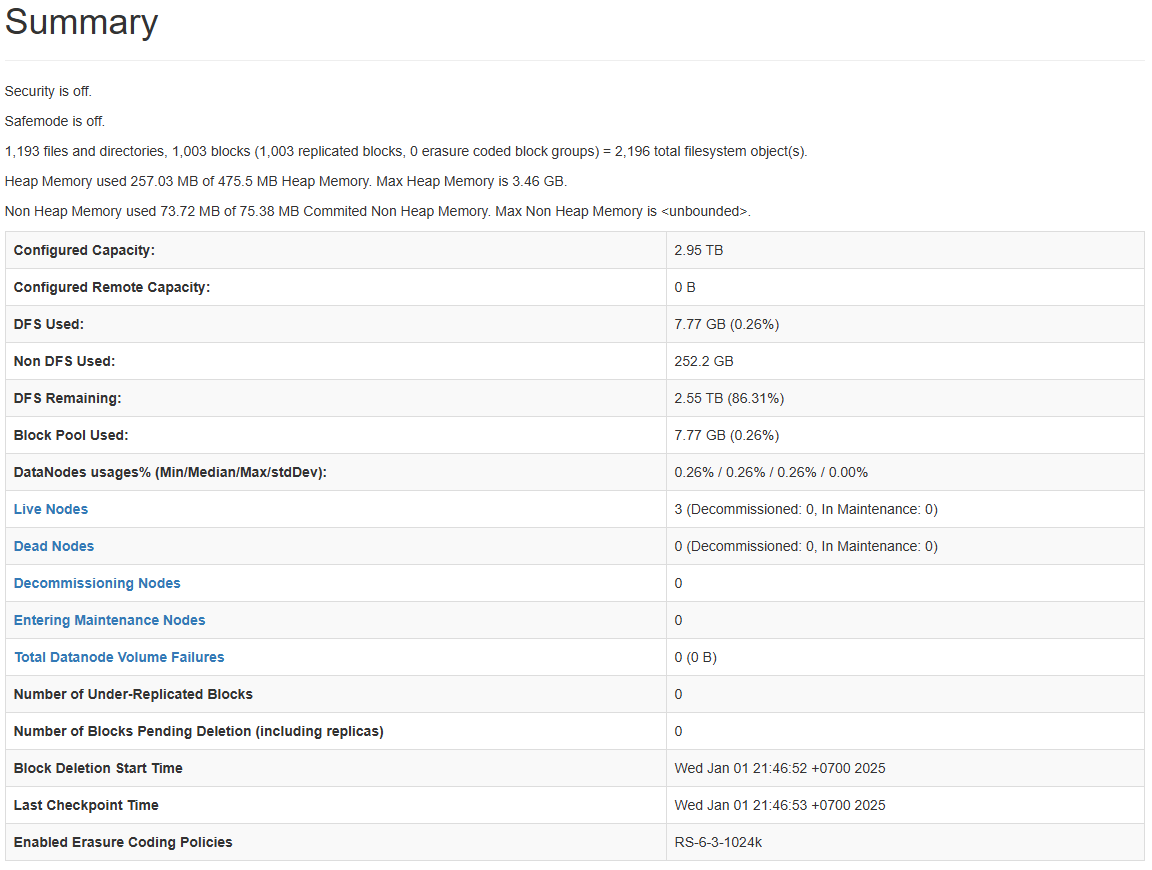 Summary
Security is off.
Safemode is off.
1,193 files and directories, 1,003 blocks (1,003 replicated blocks, 0 erasure coded block groups) = 2,196 total filesystem object(s).
Heap Memory used 257.03 MB of 475.5 MB Heap Memory. Max Heap Memory is 3.46 GB.
Non Heap Memory used 73.72 MB of 75.38 MB Commited Non Heap Memory. Max Non Heap Memory is <unbounded>.
Configured Capacity: 2.95 TB
Configured Remote Capacity: 0 B
DFS Used: 7.77 GB (0.26%)
Non DFS Used: 252.2 GB
DFS Remaining: 2.55 TB (86.31%)
Block Pool Used: 7.77 GB (0.26%)
DataNodes usages% (Min/Median/Max/stdDev): 0.26% / 0.26% / 0.26% / 0.00%
Live Nodes 3 (Decommissioned: 0, In Maintenance: 0)
Dead Nodes 0 (Decommissioned: 0, In Maintenance: 0)
Decommissioning Nodes 0
Entering Maintenance Nodes 0
Total Datanode Volume Failures 0 (0 B)
Number of Under-Replicated Blocks 0
Number of Blocks Pending Deletion (including replicas) 0
Block Deletion Start Time Wed Jan 01 21:46:52 +0700 2025
Last Checkpoint Time Wed Jan 01 21:46:53 +0700 2025
Enabled Erasure Coding Policies RS-6-3-1024k